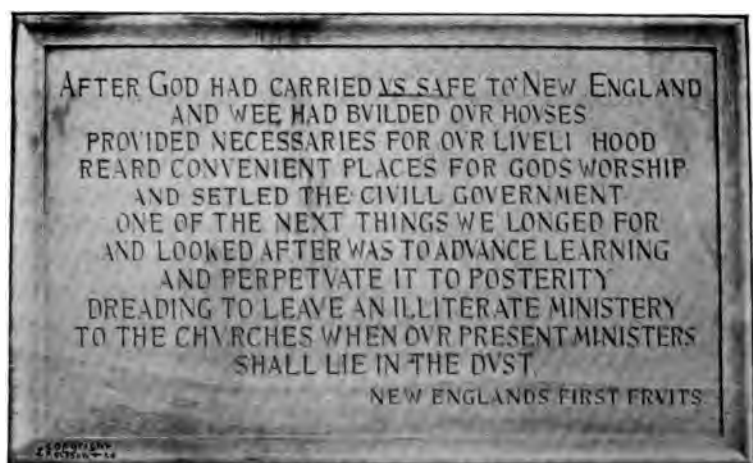 AFTER GOD HAD CARRIED VS SAFE TO NEW ENGLAND
AND WEE HAD BVILDED OVR HOVSES
PROVIDED NECESSARIES FOR OVR LIVELI HOOD
REARD CONVENIENT PLACES FOR GODS WORSHIP
AND SETLED THE CIVILL GOVERNMENT
ONE OF THE NEXT THINGS WE LONGED FOR
AND LOOKED AFTER WAS TO ADVANCE LEARNING
AND PERPETVATE IT TO POSTERITY
DREADING TO LEAVE AN ILLITERATE MINISTERY
TO THE CHVRCHES WHEN OVR PRESENT MINISTERS
SHALL LIE IN THE DVST.
NEW ENGLANDS FIRST FRVITS
COPYRIGHT